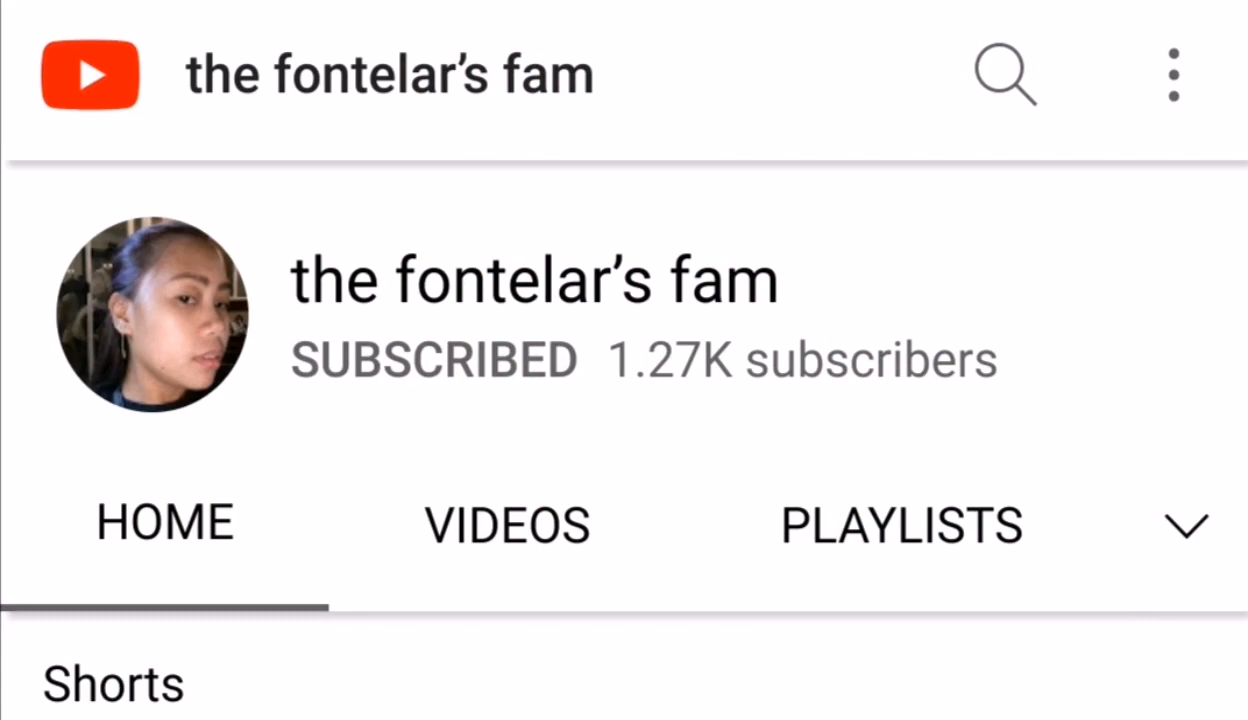 the fontelar’s fam
the fontelar’s fam
SUBSCRIBED 1.27K subscribers
HOME VIDEOS PLAYLISTS
Shorts